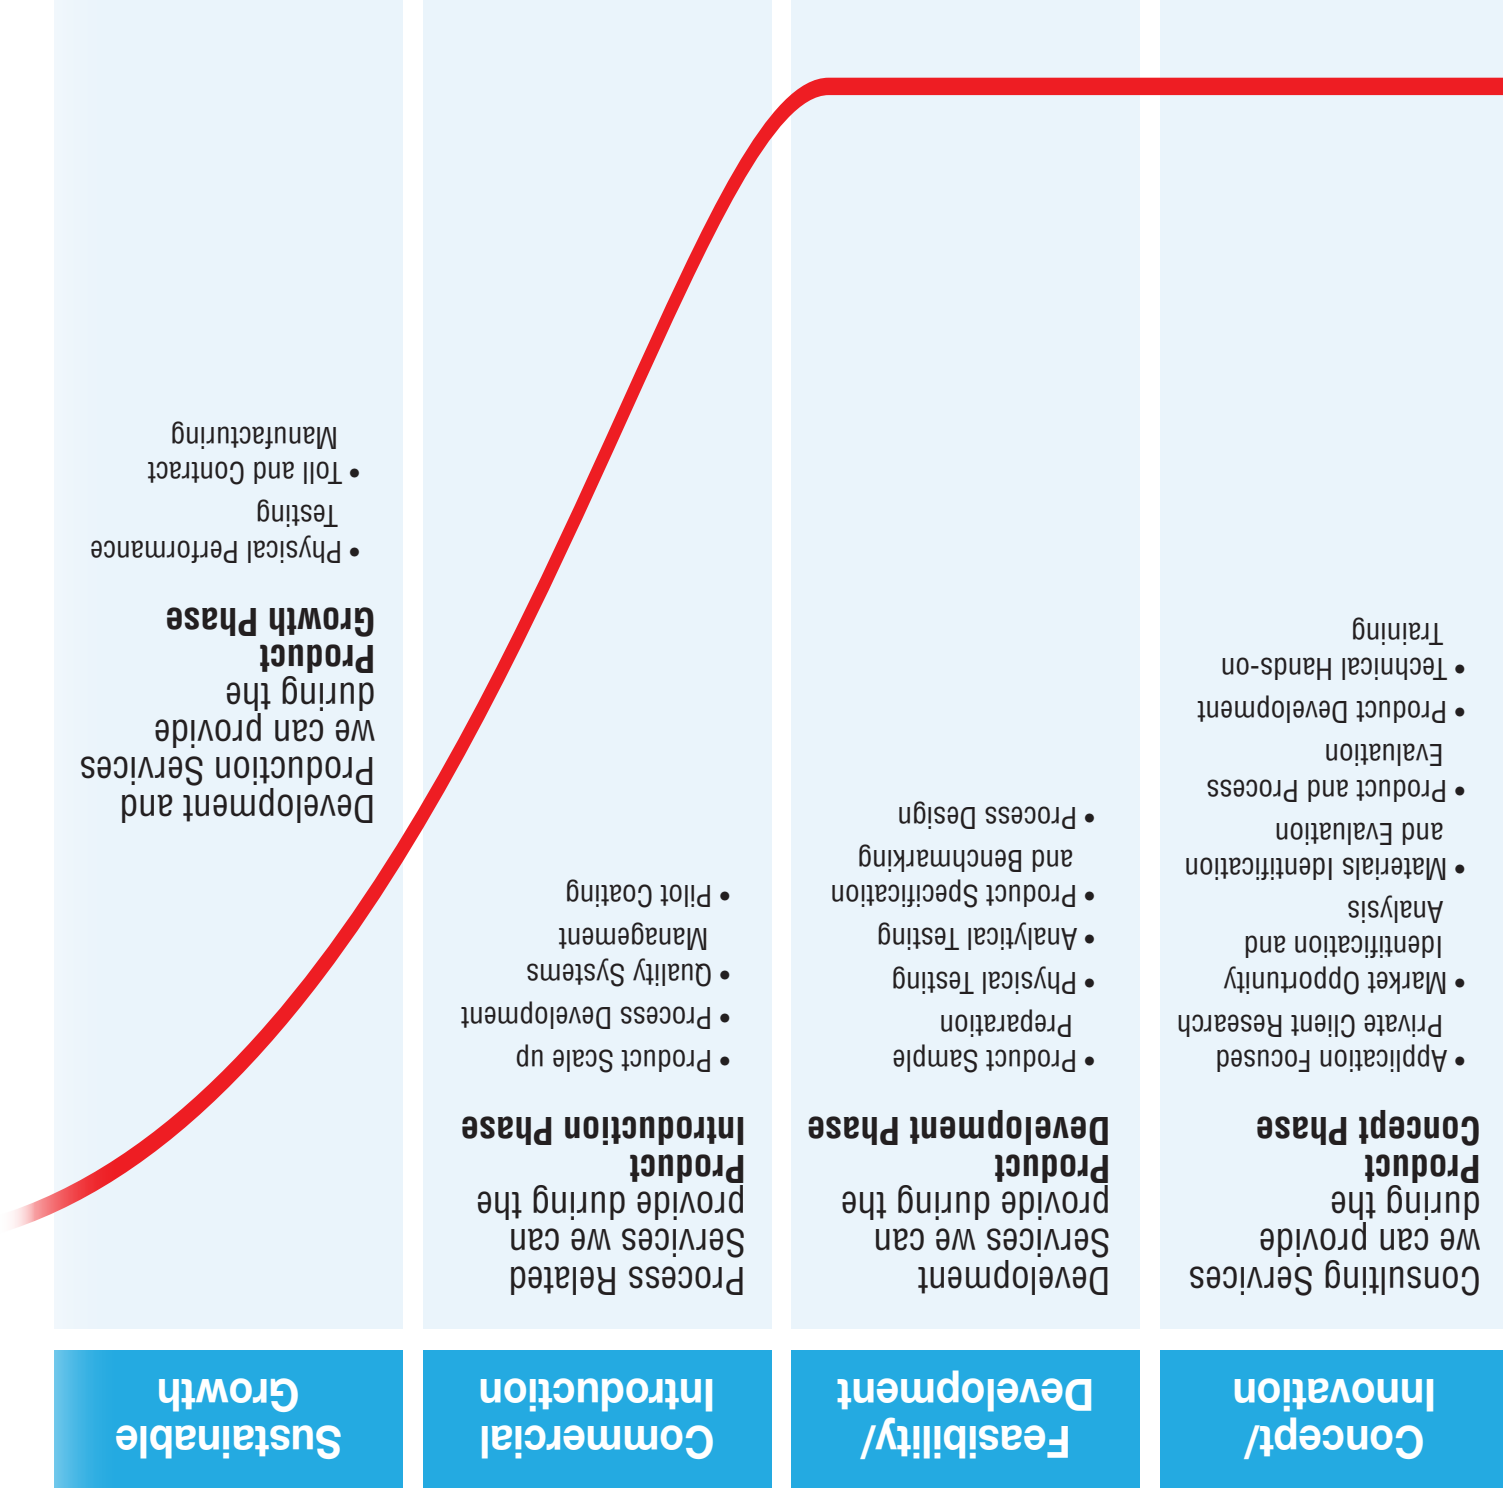 Concept/
Innovation
Consulting Services
we can provide
during the
Product
Concept Phase
• Application Focused
Private Client Research
• Market Opportunity
Identification and
Analysis
• Materials Identification
and Evaluation
• Product and Process
Evaluation
• Product Development
• Technical Hands-on
Training
Feasibility/
Development
Development
Services we can
provide during the
Product
Development Phase
• Product Sample
Preparation
• Physical Testing
• Analytical Testing
• Product Specification
and Benchmarking
• Process Design
Commercial
Introduction
Process Related
Services we can
provide during the
Product
Introduction Phase
• Product Scale up
• Process Development
• Quality Systems
Management
• Pilot Coating
Sustainable
Growth
Development and
Production Services
we can provide
during the
Product
Growth Phase
• Physical Performance
Testing
• Toll and Contract
Manufacturing